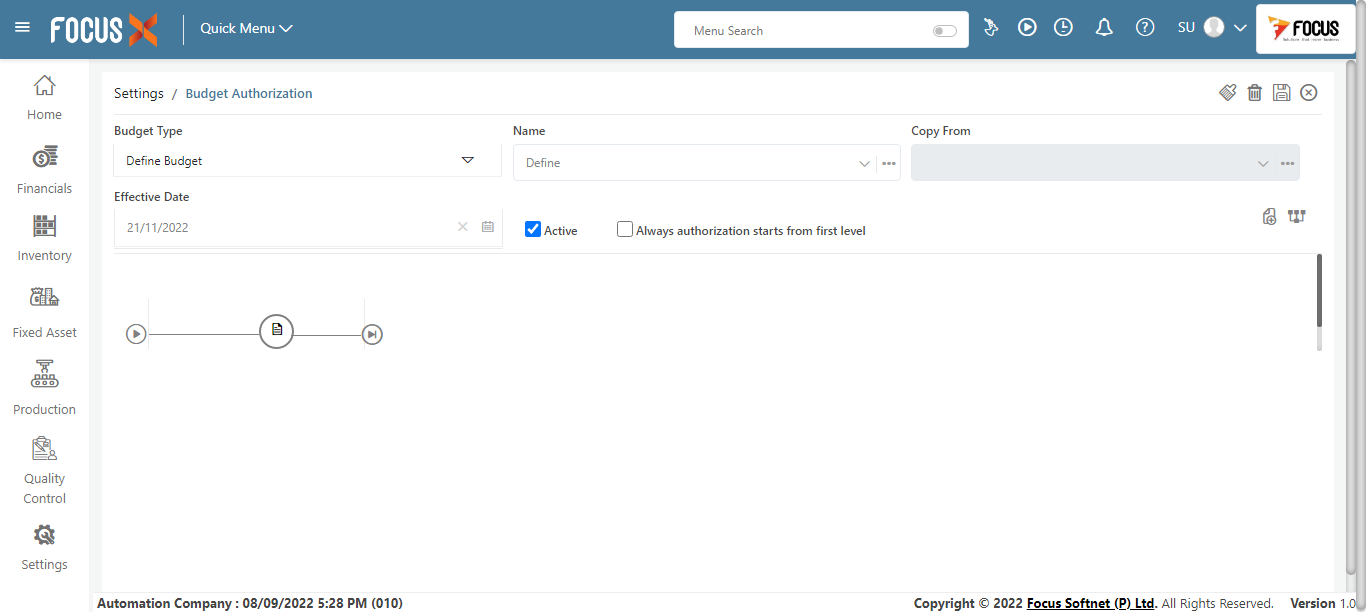 FOCUS X Quick Menu Menu Search SU FOCUS
Home
Financials
Inventory
Fixed Asset
Production
Quality
Control
Settings
Settings / Budget Authorization
Budget Type Name Copy From
Define Budget Define
Effective Date
21/11/2022 Active Always authorization starts from first level
Automation Company : 08/09/2022 5:28 PM (010) Copyright © 2022 Focus Softnet (P) Ltd. All Rights Reserved. Version 1.0